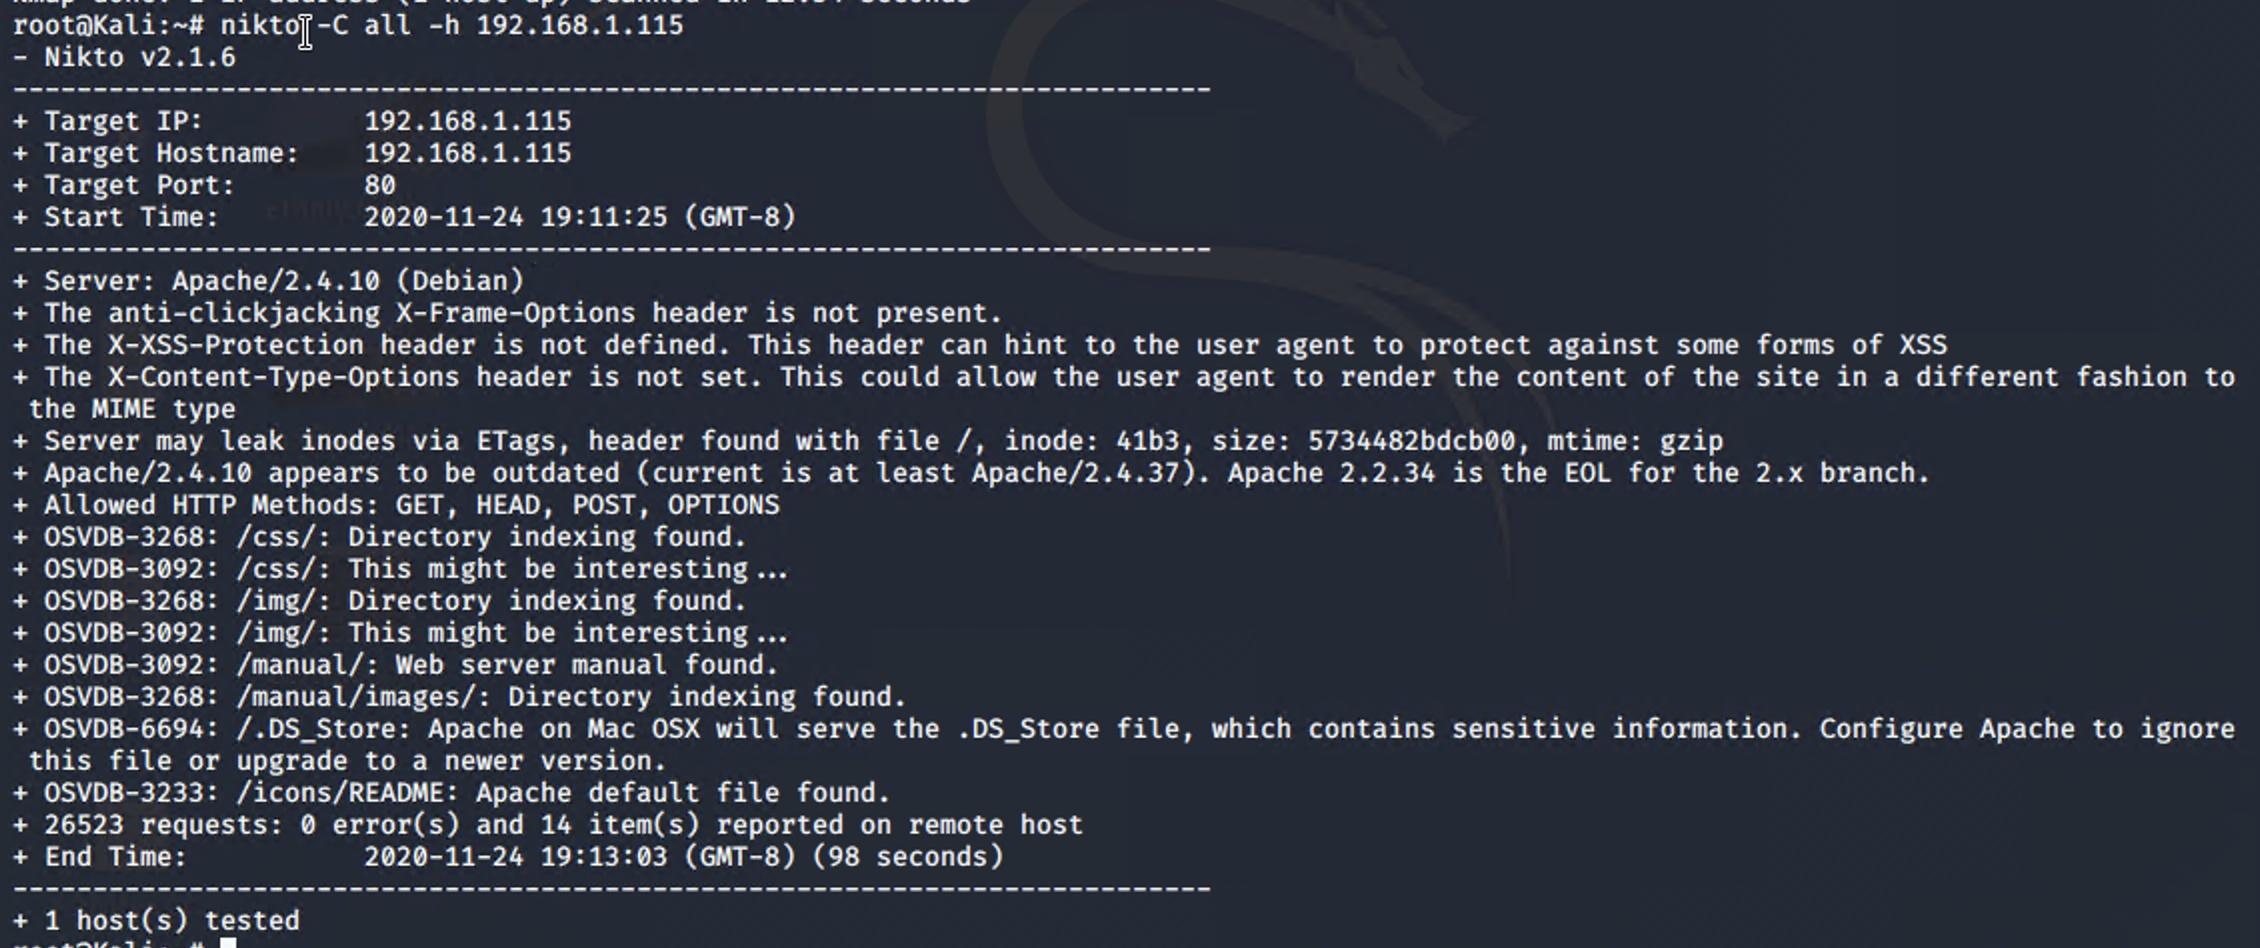 Nmap done: 1 IP address (1 host up) scanned in seconds
root@Kali:~# nikto -C all -h 192.168.1.115
- Nikto v2.1.6
---------------------------------------------------------------------------
+ Target IP:          192.168.1.115
+ Target Hostname:    192.168.1.115
+ Target Port:        80
+ Start Time:         2020-11-24 19:11:25 (GMT-8)
---------------------------------------------------------------------------
+ Server: Apache/2.4.10 (Debian)
+ The anti-clickjacking X-Frame-Options header is not present.
+ The X-XSS-Protection header is not defined. This header can hint to the user agent to protect against some forms of XSS
+ The X-Content-Type-Options header is not set. This could allow the user agent to render the content of the site in a different fashion to
the MIME type
+ Server may leak inodes via ETags, header found with file /, inode: 41b3, size: 5734482bdcb00, mtime: gzip
+ Apache/2.4.10 appears to be outdated (current is at least Apache/2.4.37). Apache 2.2.34 is the EOL for the 2.x branch.
+ Allowed HTTP Methods: GET, HEAD, POST, OPTIONS
+ OSVDB-3268: /css/: Directory indexing found.
+ OSVDB-3092: /css/: This might be interesting...
+ OSVDB-3268: /img/: Directory indexing found.
+ OSVDB-3092: /img/: This might be interesting...
+ OSVDB-3092: /manual/: Web server manual found.
+ OSVDB-3268: /manual/images/: Directory indexing found.
+ OSVDB-6694: /.DS_Store: Apache on Mac OSX will serve the .DS_Store file, which contains sensitive information. Configure Apache to ignore
this file or upgrade to a newer version.
+ OSVDB-3233: /icons/README: Apache default file found.
+ 26523 requests: 0 error(s) and 14 item(s) reported on remote host
+ End Time:           2020-11-24 19:13:03 (GMT-8) (98 seconds)
---------------------------------------------------------------------------
+ 1 host(s) tested
root@Kali:~#